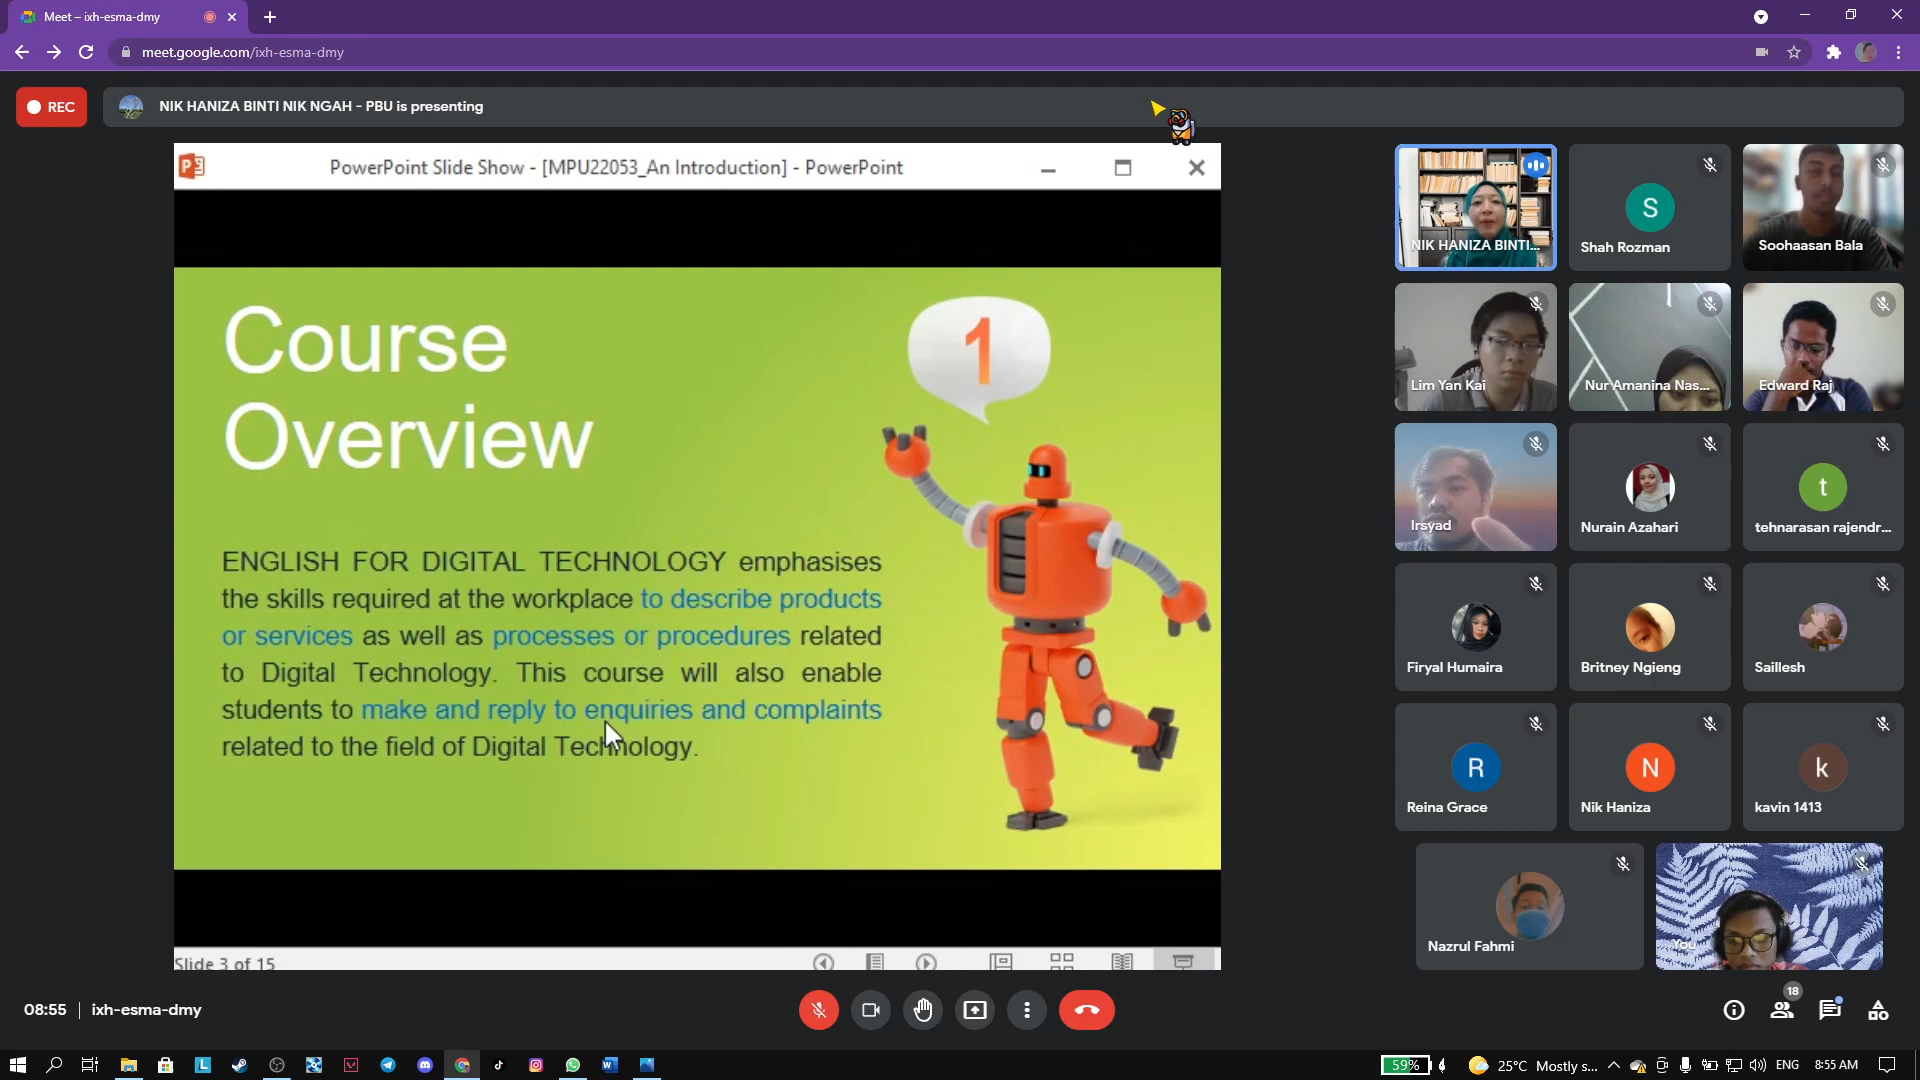 Meet – ixh-esma-dmy
meet.google.com/ixh-esma-dmy
REC
NIK HANIZA BINTI NIK NGAH - PBU is presenting
PowerPoint Slide Show - [MPU22053_An Introduction] - PowerPoint
Course
Overview
1
ENGLISH FOR DIGITAL TECHNOLOGY emphasises
the skills required at the workplace to describe products
or services as well as processes or procedures related
to Digital Technology. This course will also enable
students to make and reply to enquiries and complaints
related to the field of Digital Technology.
Slide 3 of 15
NIK HANIZA BINTI...
S
Shah Rozman
Soohaasan Bala
Lim Yan Kai
Nur Amanina Nas...
Edward Raj
Irsyad
Nurain Azahari
t
tehnarasan rajendr...
Firyal Humaira
Britney Ngieng
Saillesh
R
Reina Grace
N
Nik Haniza
k
kavin 1413
Nazrul Fahmi
You
08:55 | ixh-esma-dmy
18
59%
25°C Mostly s...
ENG
8:55 AM